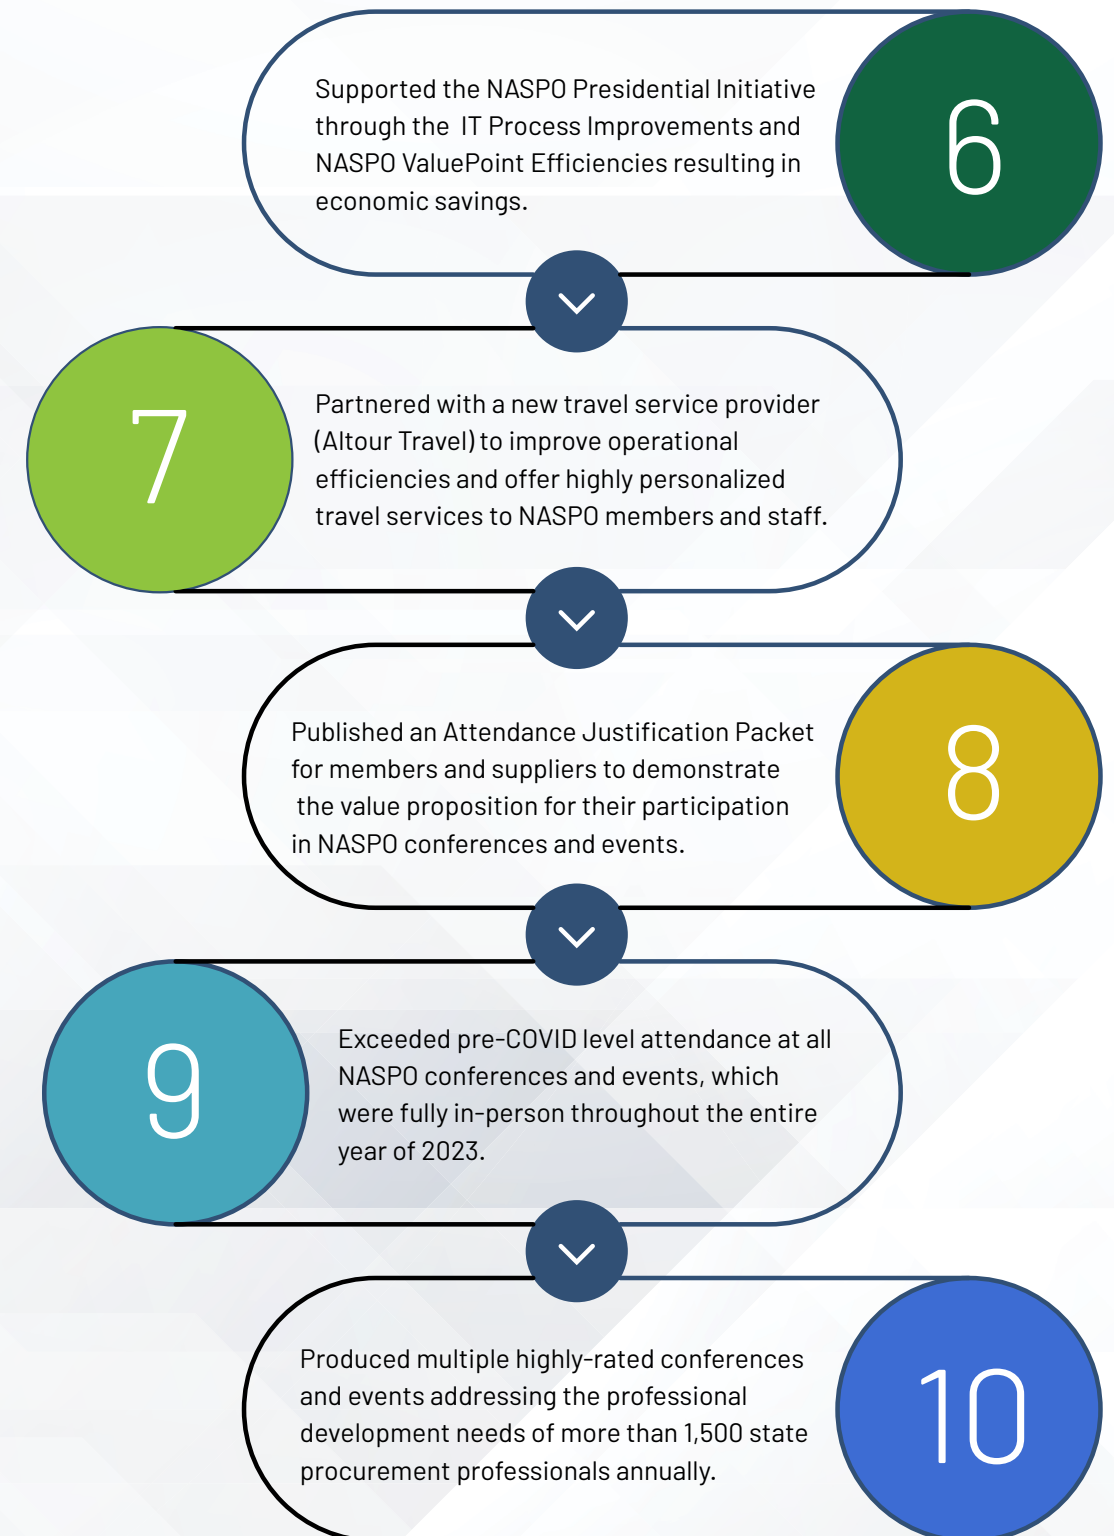 Supported the NASPO Presidential Initiative
through the  IT Process Improvements and
NASPO ValuePoint Efficiencies resulting in
economic savings.
6
7
Partnered with a new travel service provider
(Altour Travel) to improve operational
efficiencies and offer highly personalized
travel services to NASPO members and staff.
Published an Attendance Justification Packet
for members and suppliers to demonstrate
the value proposition for their participation
in NASPO conferences and events.
8
9
Exceeded pre-COVID level attendance at all
NASPO conferences and events, which
were fully in-person throughout the entire
year of 2023.
Produced multiple highly-rated conferences
and events addressing the professional
development needs of more than 1,500 state
procurement professionals annually.
10